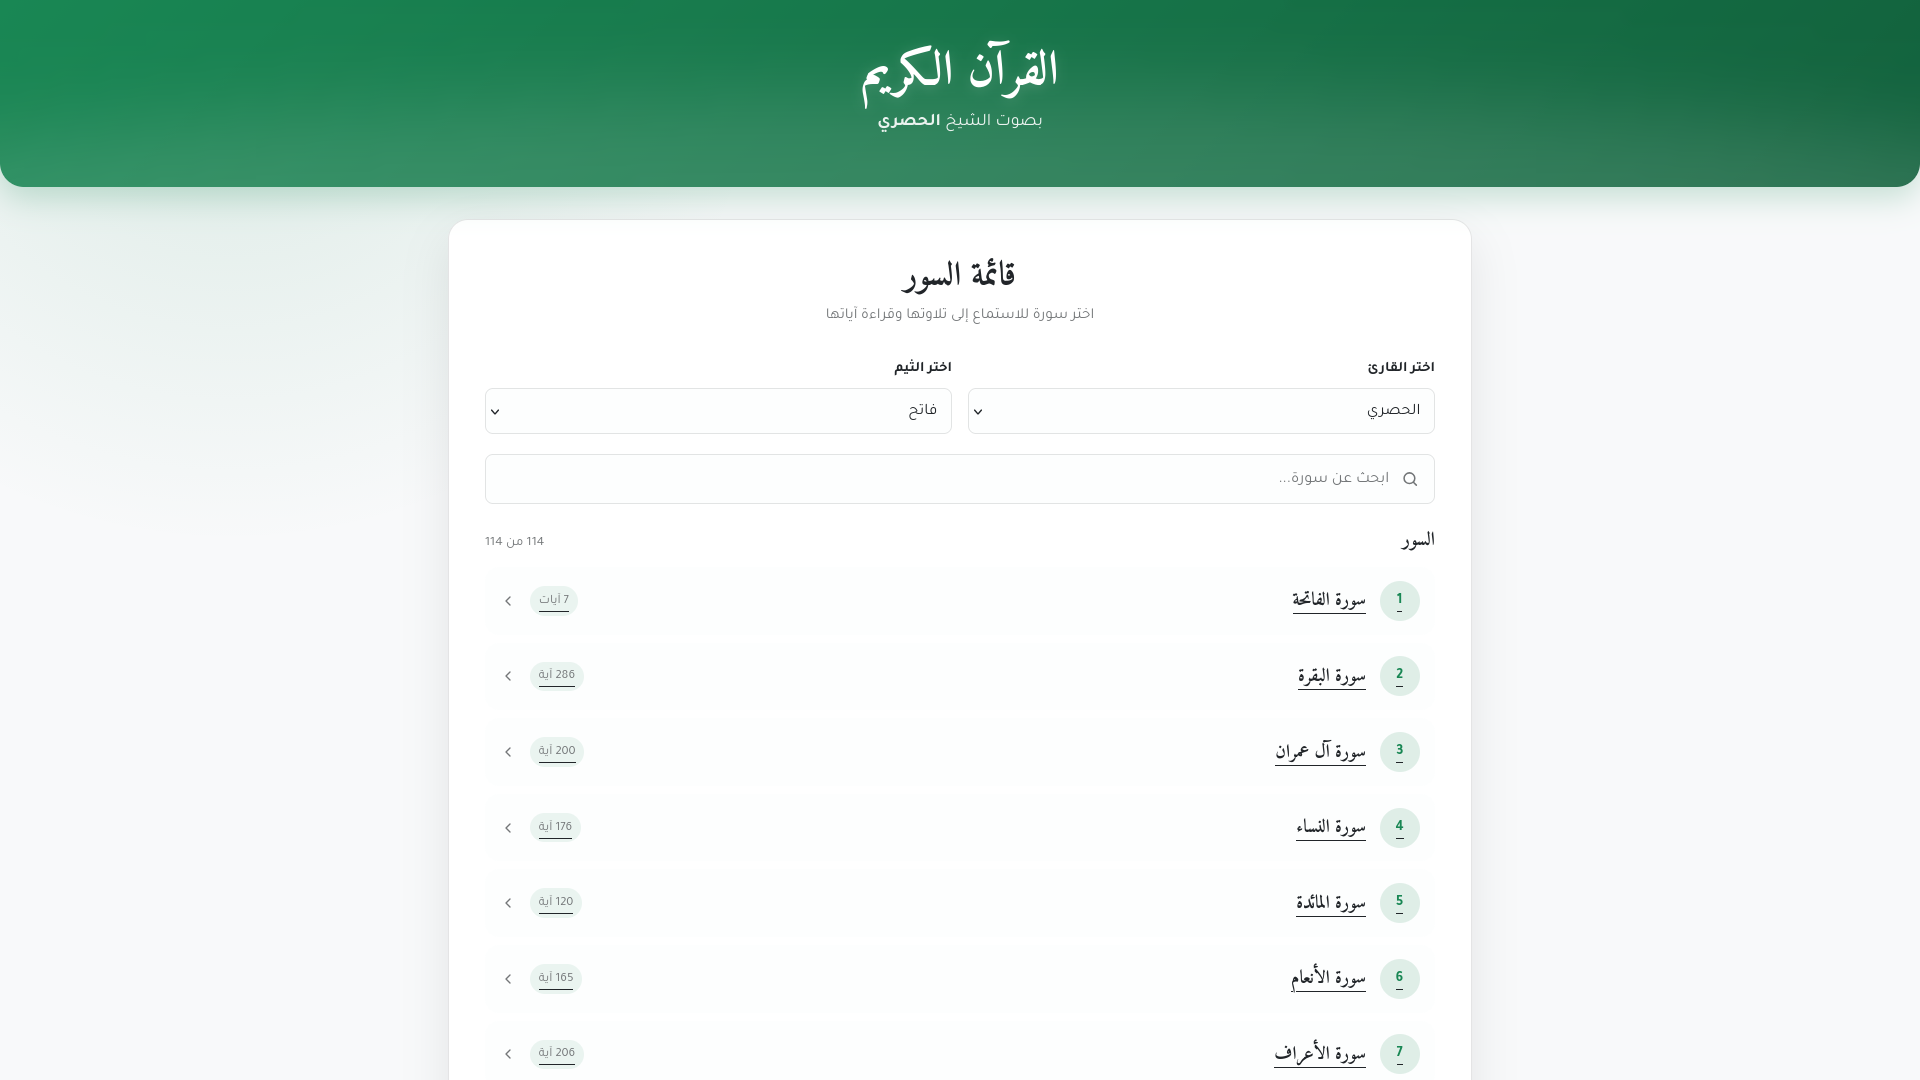 القرآن الكريم
بصوت الشيخ الحصري
قائمة السور
اختر سورة للاستماع إلى تلاوتها وقراءة آياتها
اختر القارئ
الحصري
اختر الثيم
فاتح
ابحث عن سورة...
السور
114 من 114
1 سورة الفاتحة 7 آيات
2 سورة البقرة 286 آية
3 سورة آل عمران 200 آية
4 سورة النساء 176 آية
5 سورة المائدة 120 آية
6 سورة الأنعام 165 آية
7 سورة الأعراف 206 آية